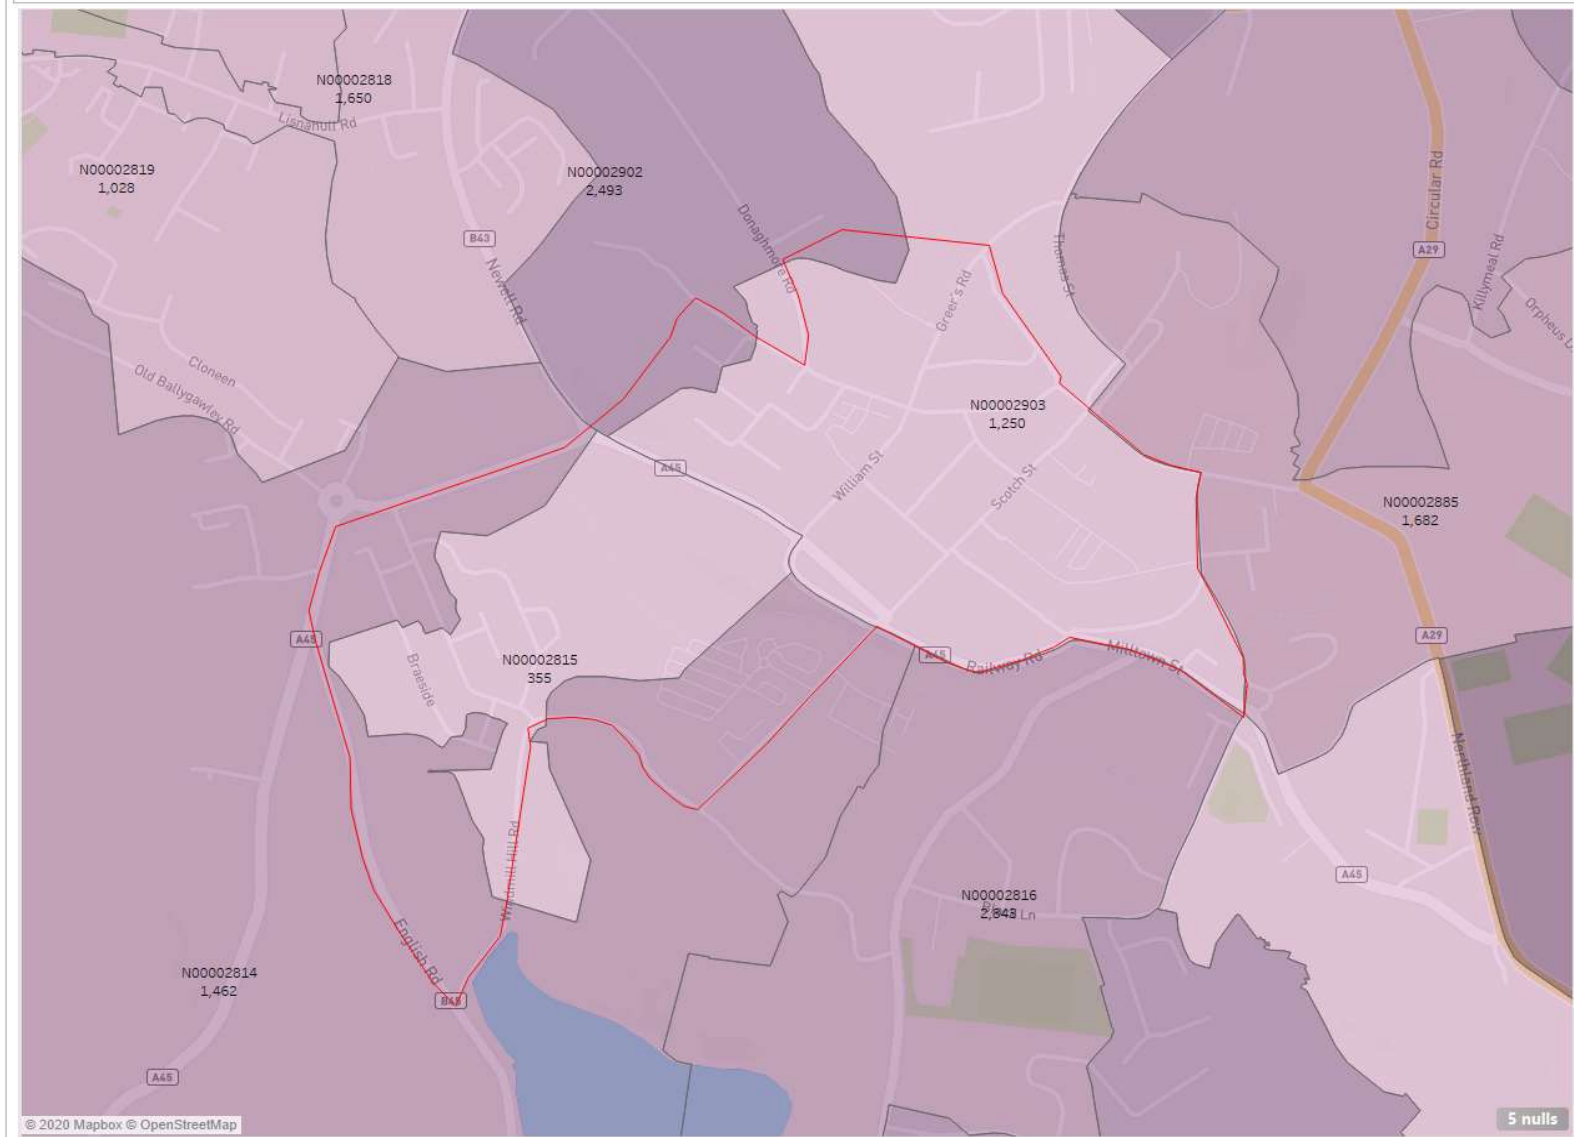 N00002818
1,650
Lisnahull Rd
N00002819
1,028
N00002902
2,493
Donaghmore Rd
Thomas St
Circular Rd
B43
A29
Killymeal Rd
Newell Rd
Greer's Rd
Orpheus D
Cloneen
Old Ballygawley Rd
N00002903
1,250
A45
William St
Scotch St
N00002885
1,682
A45
A29
N00002815
355
A45
Railway Rd
Milltown St
Braeside
Northland Row
Windmill Hill Rd
A45
N00002816
Ln
English Rd
N00002814
1,462
B45
A45
© 2020 Mapbox © OpenStreetMap
5 nulls